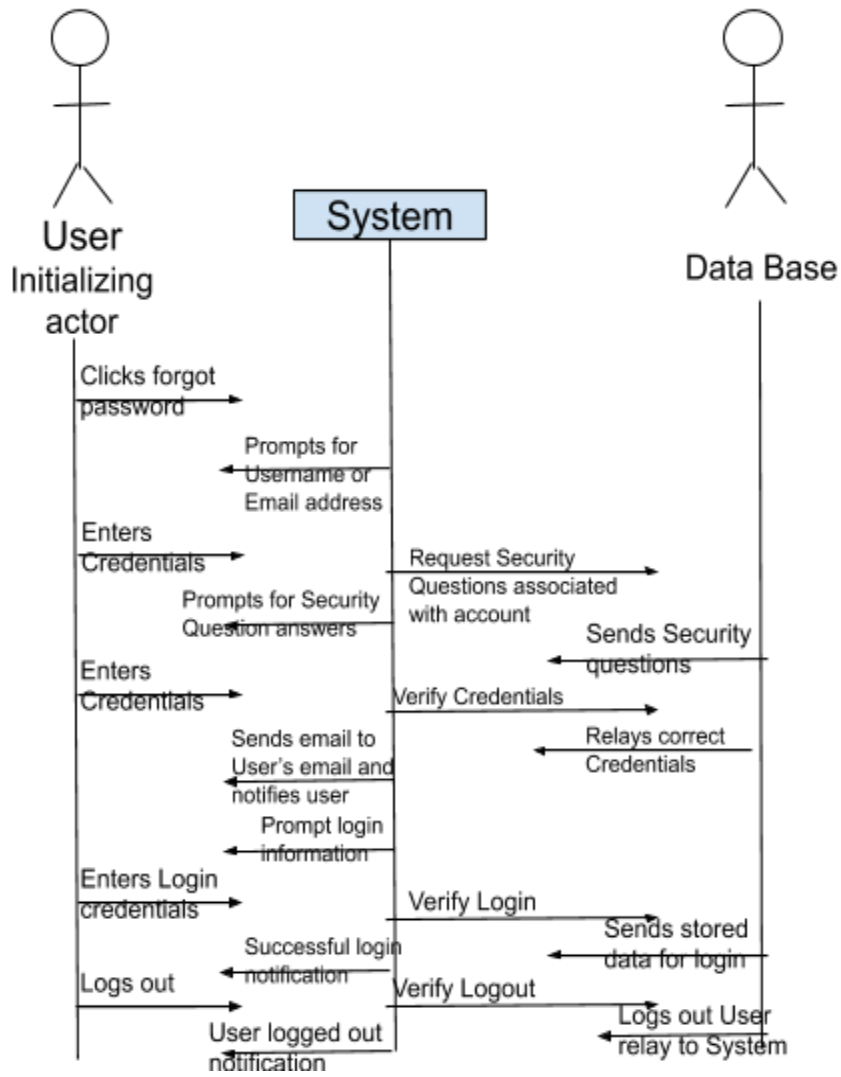 System
User
Initializing
actor
Data Base
Clicks forgot
password
Prompts for
Username or
Email address
Enters
Credentials
Request Security
Questions associated
with account
Prompts for Security
Question answers
Sends Security
questions
Enters
Credentials
Verify Credentials
Relays correct
Credentials
Sends email to
User's email and
notifies user
Prompt login
information
Enters Login
credentials
Verify Login
Sends stored
data for login
Successful login
notification
Logs out
Verify Logout
Logs out User
relay to System
User logged out
notification